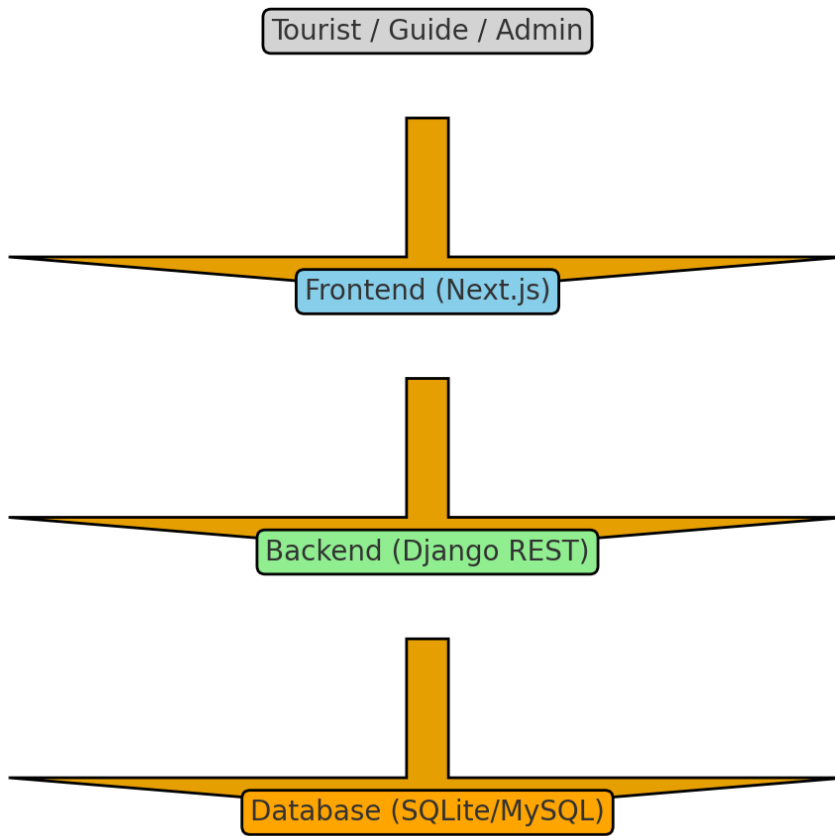 Tourist / Guide / Admin
Frontend (Next.js)
Backend (Django REST)
Database (SQLite/MySQL)